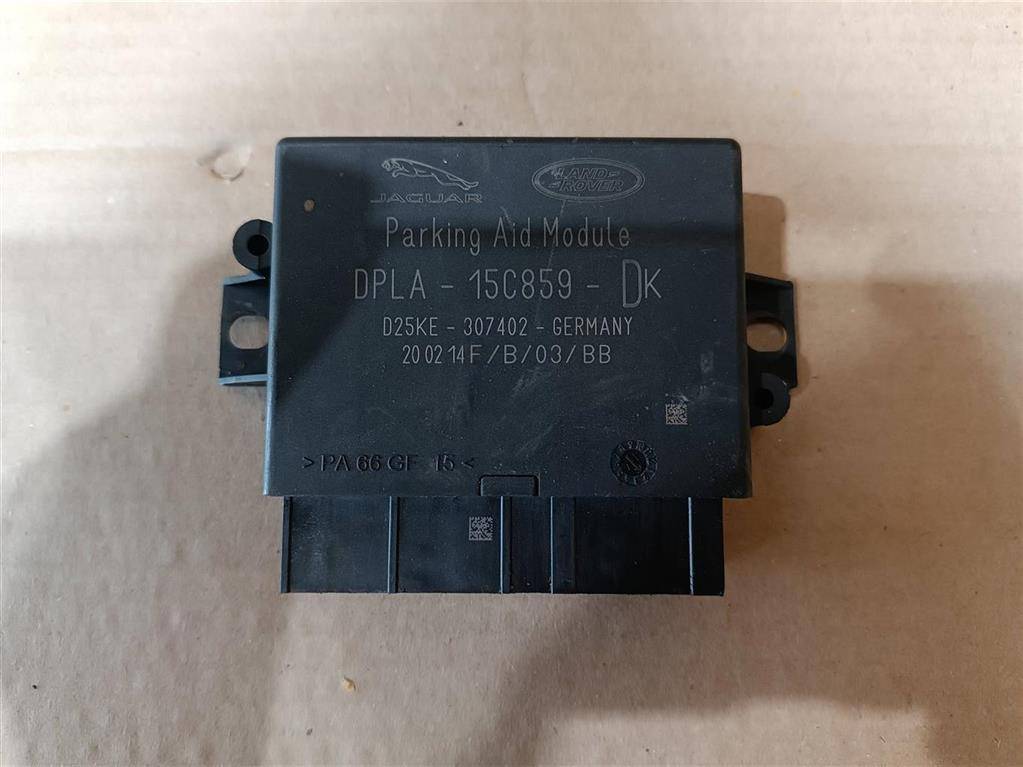 JAGUAR
LAND ROVER
Parking Aid Module
DPLA - 15C859 - DK
D25KE - 307402 - GERMANY
20 02 14F/B/03/BB
>PA 66 GF 15<